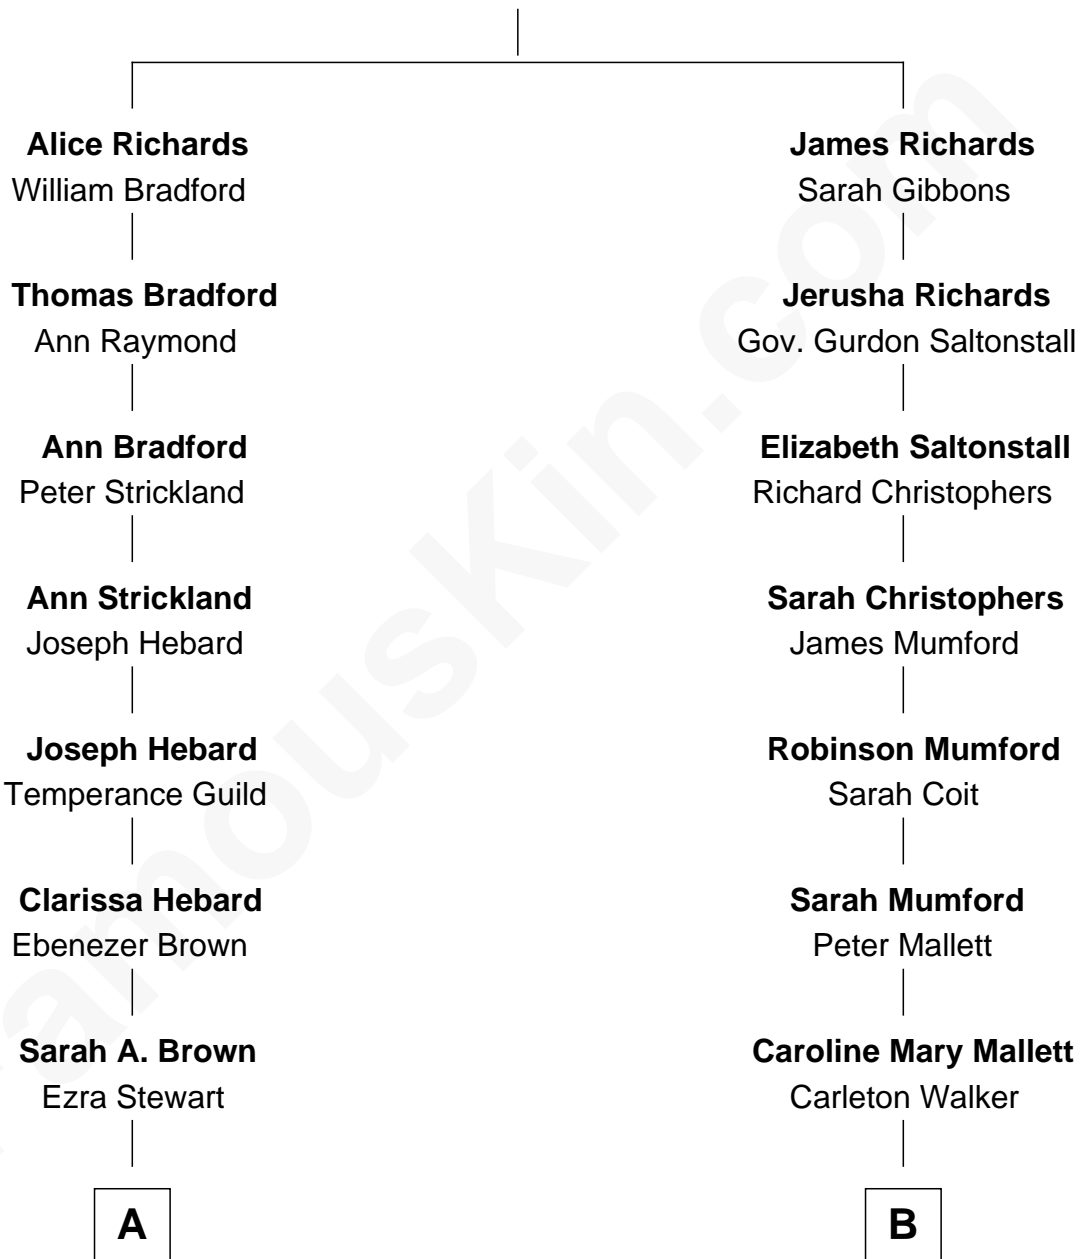 Alice Richards
William Bradford
Thomas Bradford
Ann Raymond
Ann Bradford
Peter Strickland
Ann Strickland
Joseph Hebard
Joseph Hebard
Temperance Guild
Clarissa Hebard
Ebenezer Brown
Sarah A. Brown
Ezra Stewart
A
James Richards
Sarah Gibbons
Jerusha Richards
Gov. Gurdon Saltonstall
Elizabeth Saltonstall
Richard Christophers
Sarah Christophers
James Mumford
Robinson Mumford
Sarah Coit
Sarah Mumford
Peter Mallett
Caroline Mary Mallett
Carleton Walker
B
FamousKin.com